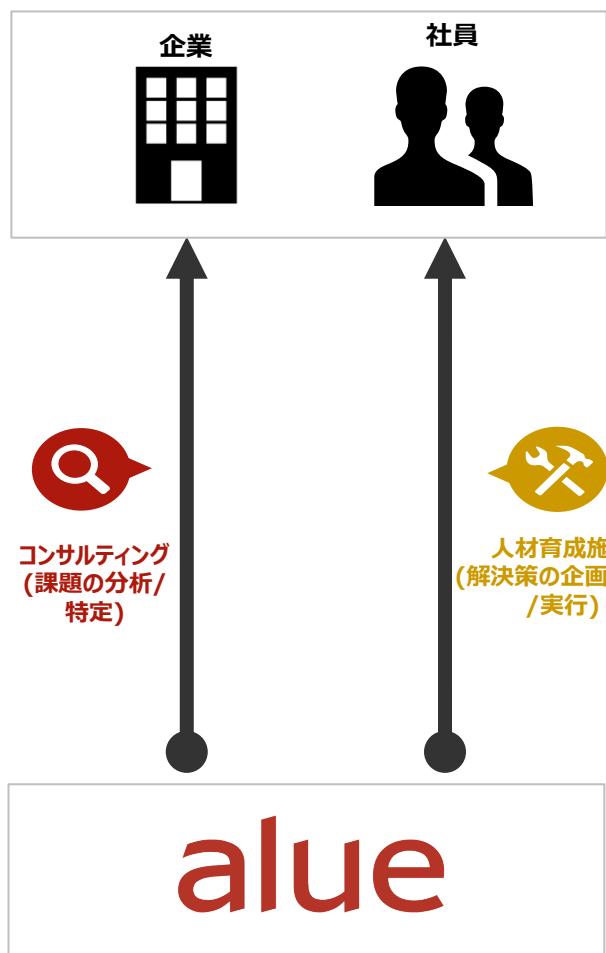 企業
社員
コンサルティング
(課題の分析/
特定)
人材育成施
(解決策の企画
/実行)
alue